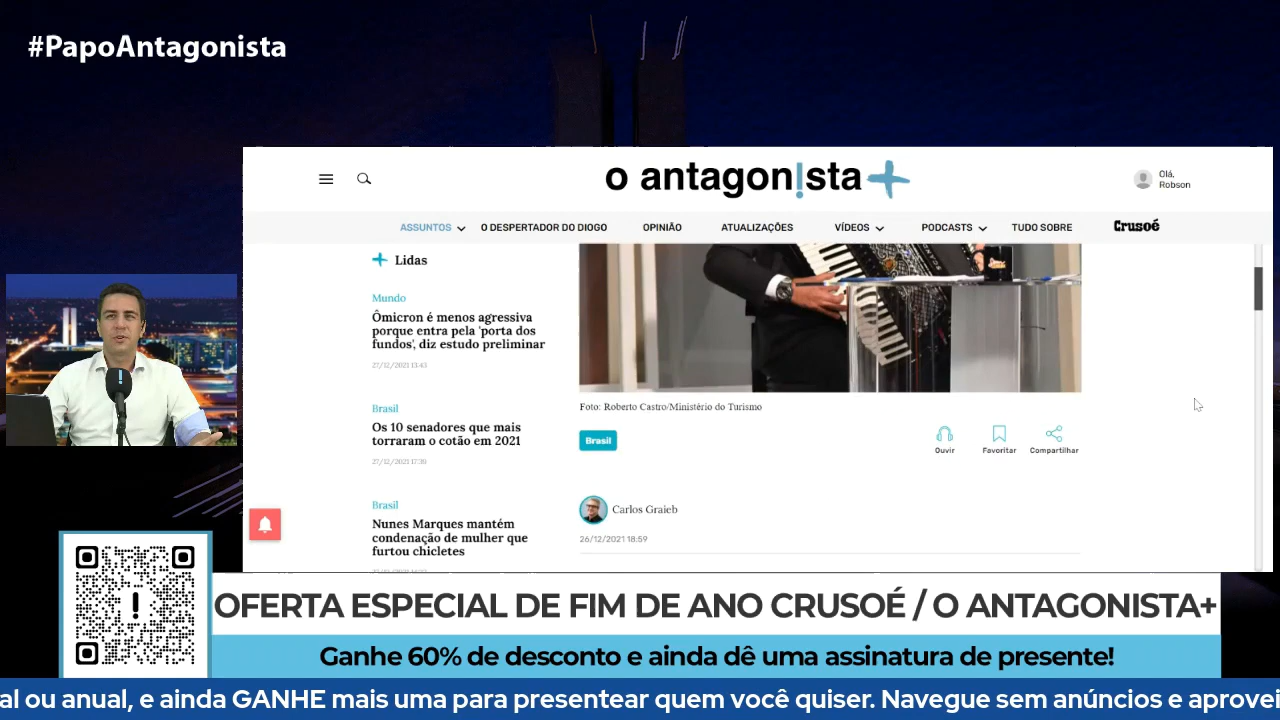 #PapoAntagonista
o antagon!sta+
Olá,
Robson
ASSUNTOS
O DESPERTADOR DO DIOGO
OPINIÃO
ATUALIZAÇÕES
VÍDEOS
PODCASTS
TUDO SOBRE
Crusoé
+ Lidas
Mundo
Ômicron é menos agressiva
porque entra pela 'porta dos
fundos', diz estudo preliminar
27/12/2021 13:43
Brasil
Os 10 senadores que mais
torraram o cotão em 2021
27/12/2021 17:39
Brasil
Nunes Marques mantém
condenação de mulher que
furtou chicletes
Foto: Roberto Castro/Ministério do Turismo
Brasil
Ouvir
Favoritar
Compartilhar
Carlos Graieb
26/12/2021 18:59
OFERTA ESPECIAL DE FIM DE ANO CRUSOÉ / O ANTAGONISTA+
Ganhe 60% de desconto e ainda dê uma assinatura de presente!
al ou anual, e ainda GANHE mais uma para presentear quem você quiser. Navegue sem anúncios e aprovei